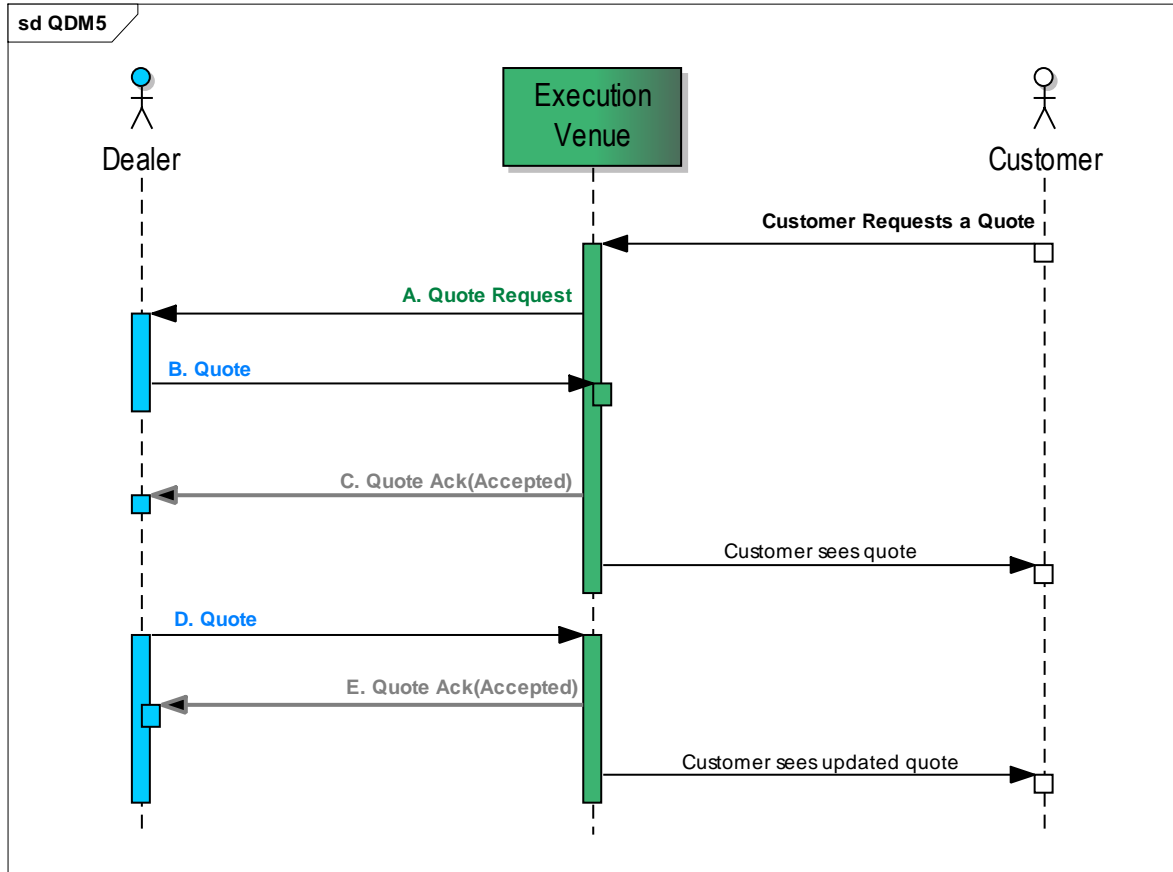 sd QDM5
Execution
Venue
Dealer
Customer
Customer Requests a Quote
A. Quote Request
B. Quote
C. Quote Ack(Accepted)
Customer sees quote
D. Quote
E. Quote Ack(Accepted)
Customer sees updated quote